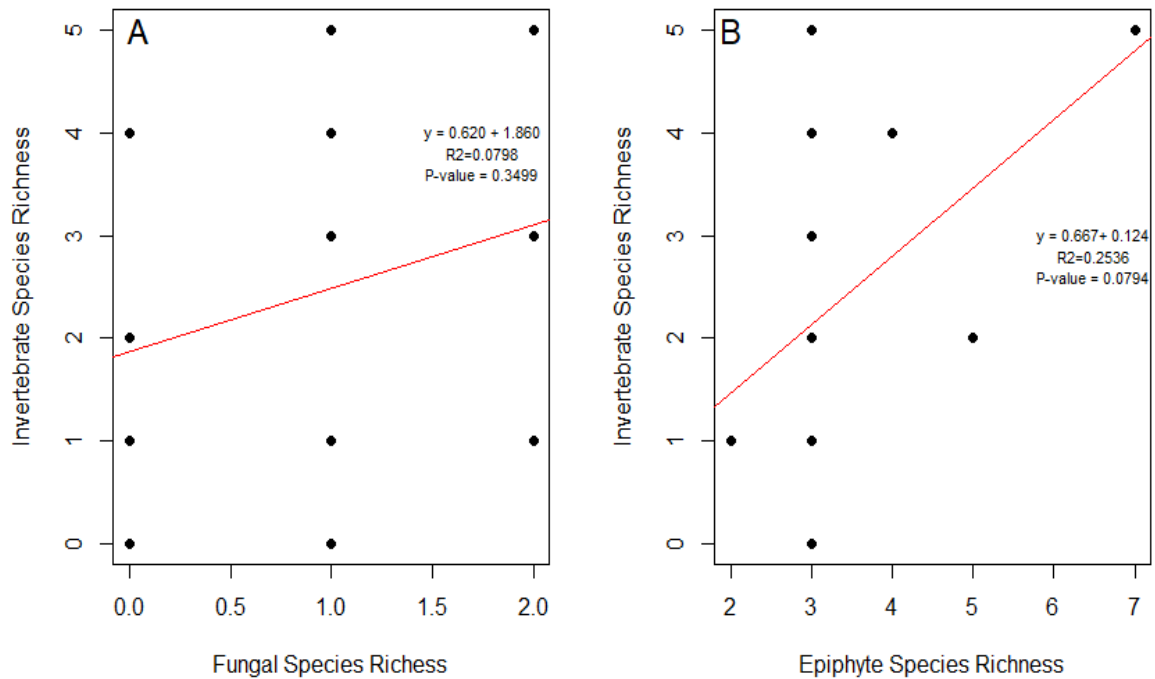 A
Invertebrate Species Richness
5
4
3
2
1
0
y = 0.620 + 1.860
R2=0.0798
P-value = 0.3499
0.0 0.5 1.0 1.5 2.0
Fungal Species Richess
B
Invertebrate Species Richness
5
4
3
2
1
0
y = 0.667+ 0.124
R2=0.2536
P-value = 0.0794
2 3 4 5 6 7
Epiphyte Species Richness